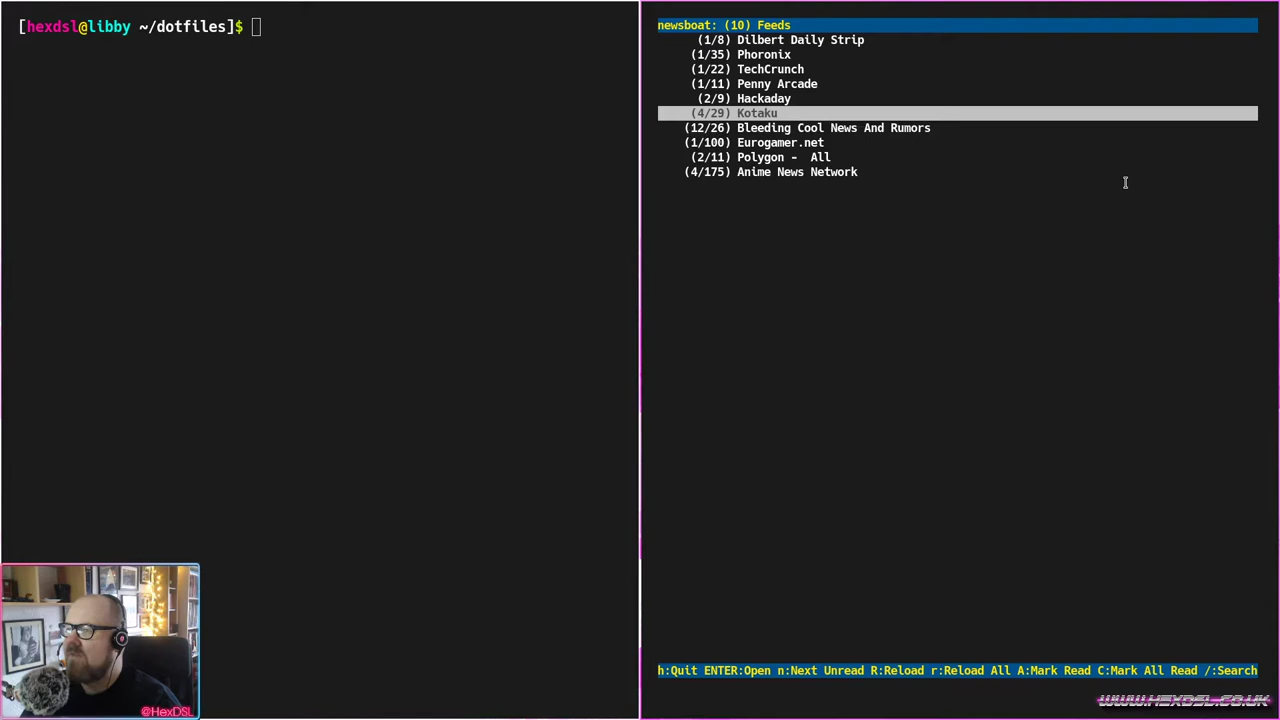 [hexdsl@libby ~/dotfiles]$
newsboat: (10) Feeds
(1/8) Dilbert Daily Strip
(1/35) Phoronix
(1/22) TechCrunch
(1/11) Penny Arcade
(2/9) Hackaday
(4/29) Kotaku
(12/26) Bleeding Cool News And Rumors
(1/100) Eurogamer.net
(2/11) Polygon -  All
(4/175) Anime News Network
h:Quit ENTER:Open n:Next Unread R:Reload r:Reload All A:Mark Read C:Mark All Read /:Search
WWW.HEXDSL.CO.UK
@HexDSL